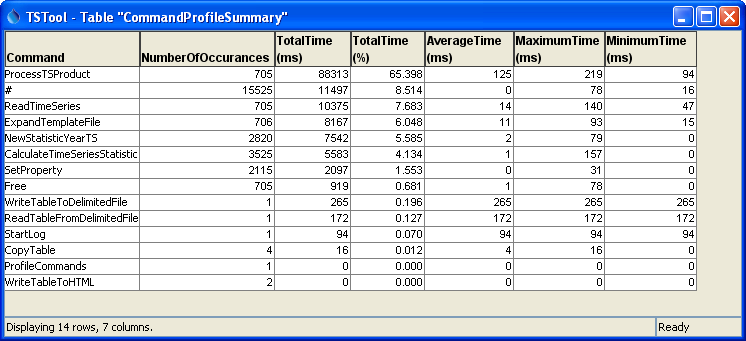 TSTool - Table "CommandProfileSummary"
Command NumberOfOccurances TotalTime (ms) TotalTime (%) AverageTime (ms) MaximumTime (ms) MinimumTime (ms)
ProcessTSProduct 705 88313 65.398 125 219 94
# 15525 11497 8.514 0 78 16
ReadTimeSeries 705 10375 7.683 14 140 47
ExpandTemplateFile 706 8167 6.048 11 93 15
NewStatisticYearTS 2820 7542 5.585 2 79 0
CalculateTimeSeriesStatistic 3525 5583 4.134 1 157 0
SetProperty 2115 2097 1.553 0 31 0
Free 705 919 0.681 1 78 0
WriteTableToDelimitedFile 1 265 0.196 265 265 265
ReadTableFromDelimitedFile 1 172 0.127 172 172 172
StartLog 1 94 0.070 94 94 94
CopyTable 4 16 0.012 4 16 0
ProfileCommands 1 0 0.000 0 0 0
WriteTableToHTML 2 0 0.000 0 0 0
Displaying 14 rows, 7 columns. Ready